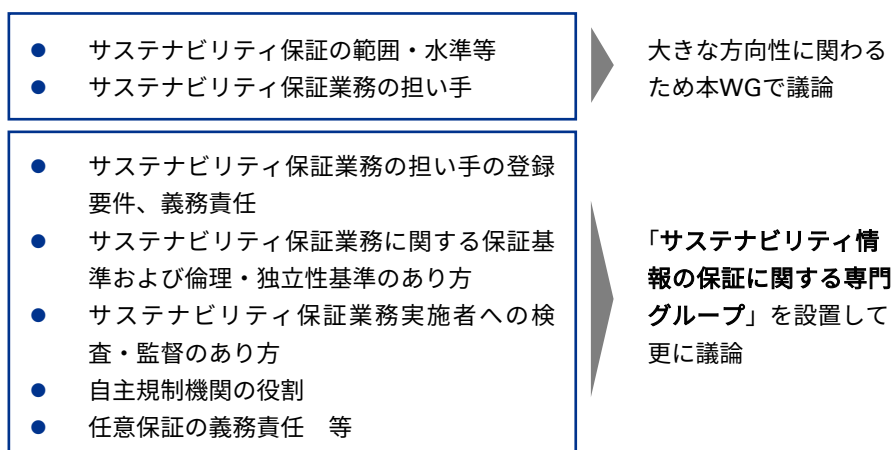 ● サステナビリティ保証の範囲・水準等
● サステナビリティ保証業務の担い手
大きな方向性に関わる
ため本WGで議論
● サステナビリティ保証業務の担い手の登録
要件、義務責任
● サステナビリティ保証業務に関する保証基
準および倫理・独立性基準のあり方
● サステナビリティ保証業務実施者への検
査・監督のあり方
● 自主規制機関の役割
● 任意保証の義務責任　等
「サステナビリティ情
報の保証に関する専門
グループ」を設置して
更に議論